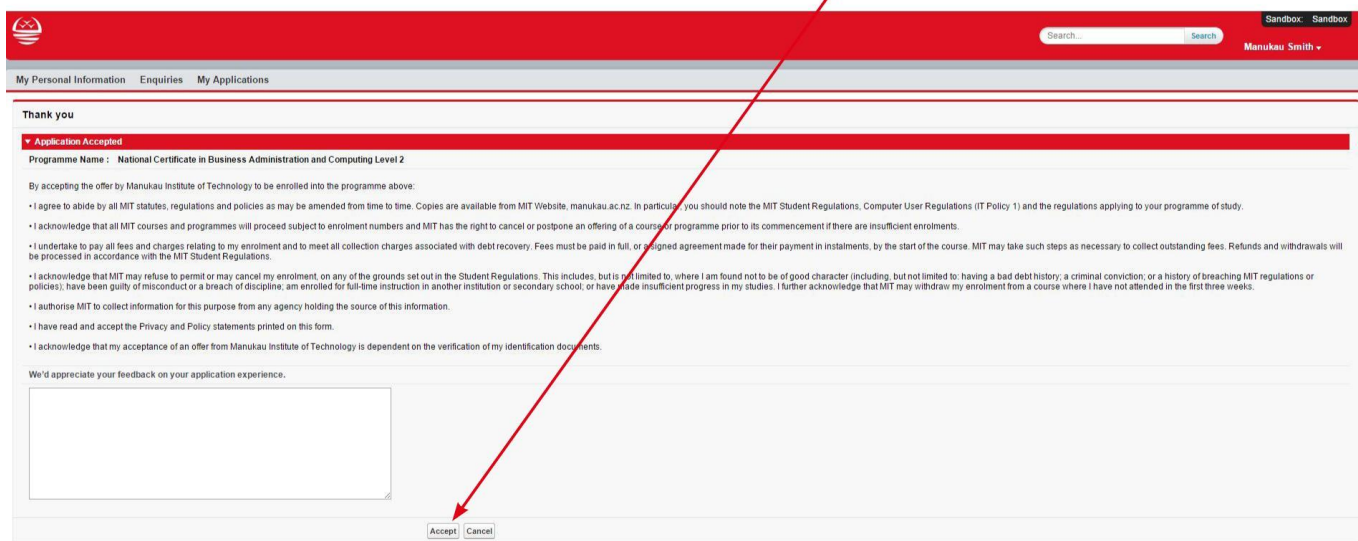 Sandbox: Sandbox
Search... Search
Manukau Smith
My Personal Information Enquiries My Applications
Thank you
Application Accepted
Programme Name : National Certificate in Business Administration and Computing Level 2
By accepting the offer by Manukau Institute of Technology to be enrolled into the programme above:
• I agree to abide by all MIT statutes, regulations and policies as may be amended from time to time. Copies are available from MIT Website, manukau.ac.nz. In particular, you should note the MIT Student Regulations, Computer User Regulations (IT Policy 1) and the regulations applying to your programme of study.
• I acknowledge that all MIT courses and programmes will proceed subject to enrolment numbers and MIT has the right to cancel or postpone an offering of a course or programme prior to its commencement if there are insufficient enrolments.
• I undertake to pay all fees and charges relating to my enrolment and to meet all collection charges associated with debt recovery. Fees must be paid in full, or a signed agreement made for their payment in instalments, by the start of the course. MIT may take such steps as necessary to collect outstanding fees. Refunds and withdrawals will
be processed in accordance with the MIT Student Regulations.
• I acknowledge that MIT may refuse to permit or may cancel my enrolment, on any of the grounds set out in the Student Regulations. This includes, but is not limited to, where I am found not to be of good character (including, but not limited to: having a bad debt history; a criminal conviction; or a history of breaching MIT regulations or
policies); have been guilty of misconduct or a breach of discipline; am enrolled for full-time instruction in another institution or secondary school; or have made insufficient progress in my studies. I further acknowledge that MIT may withdraw my enrolment from a course where I have not attended in the first three weeks.
• I authorise MIT to collect information for this purpose from any agency holding the source of this information.
• I have read and accept the Privacy and Policy statements printed on this form.
• I acknowledge that my acceptance of an offer from Manukau Institute of Technology is dependent on the verification of my identification documents.
We'd appreciate your feedback on your application experience.
Accept Cancel